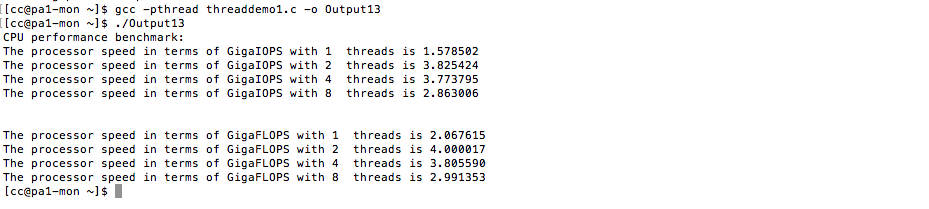 [[cc@pa1-mon ~]$ gcc -pthread threaddemo1.c -o Output13
[[cc@pa1-mon ~]$ ./Output13
CPU performance benchmark:
The processor speed in terms of GigaIOPS with 1  threads is 1.578502
The processor speed in terms of GigaIOPS with 2  threads is 3.825424
The processor speed in terms of GigaIOPS with 4  threads is 3.773795
The processor speed in terms of GigaIOPS with 8  threads is 2.863006
The processor speed in terms of GigaFLOPS with 1  threads is 2.067615
The processor speed in terms of GigaFLOPS with 2  threads is 4.000017
The processor speed in terms of GigaFLOPS with 4  threads is 3.805590
The processor speed in terms of GigaFLOPS with 8  threads is 2.991353
[cc@pa1-mon ~]$